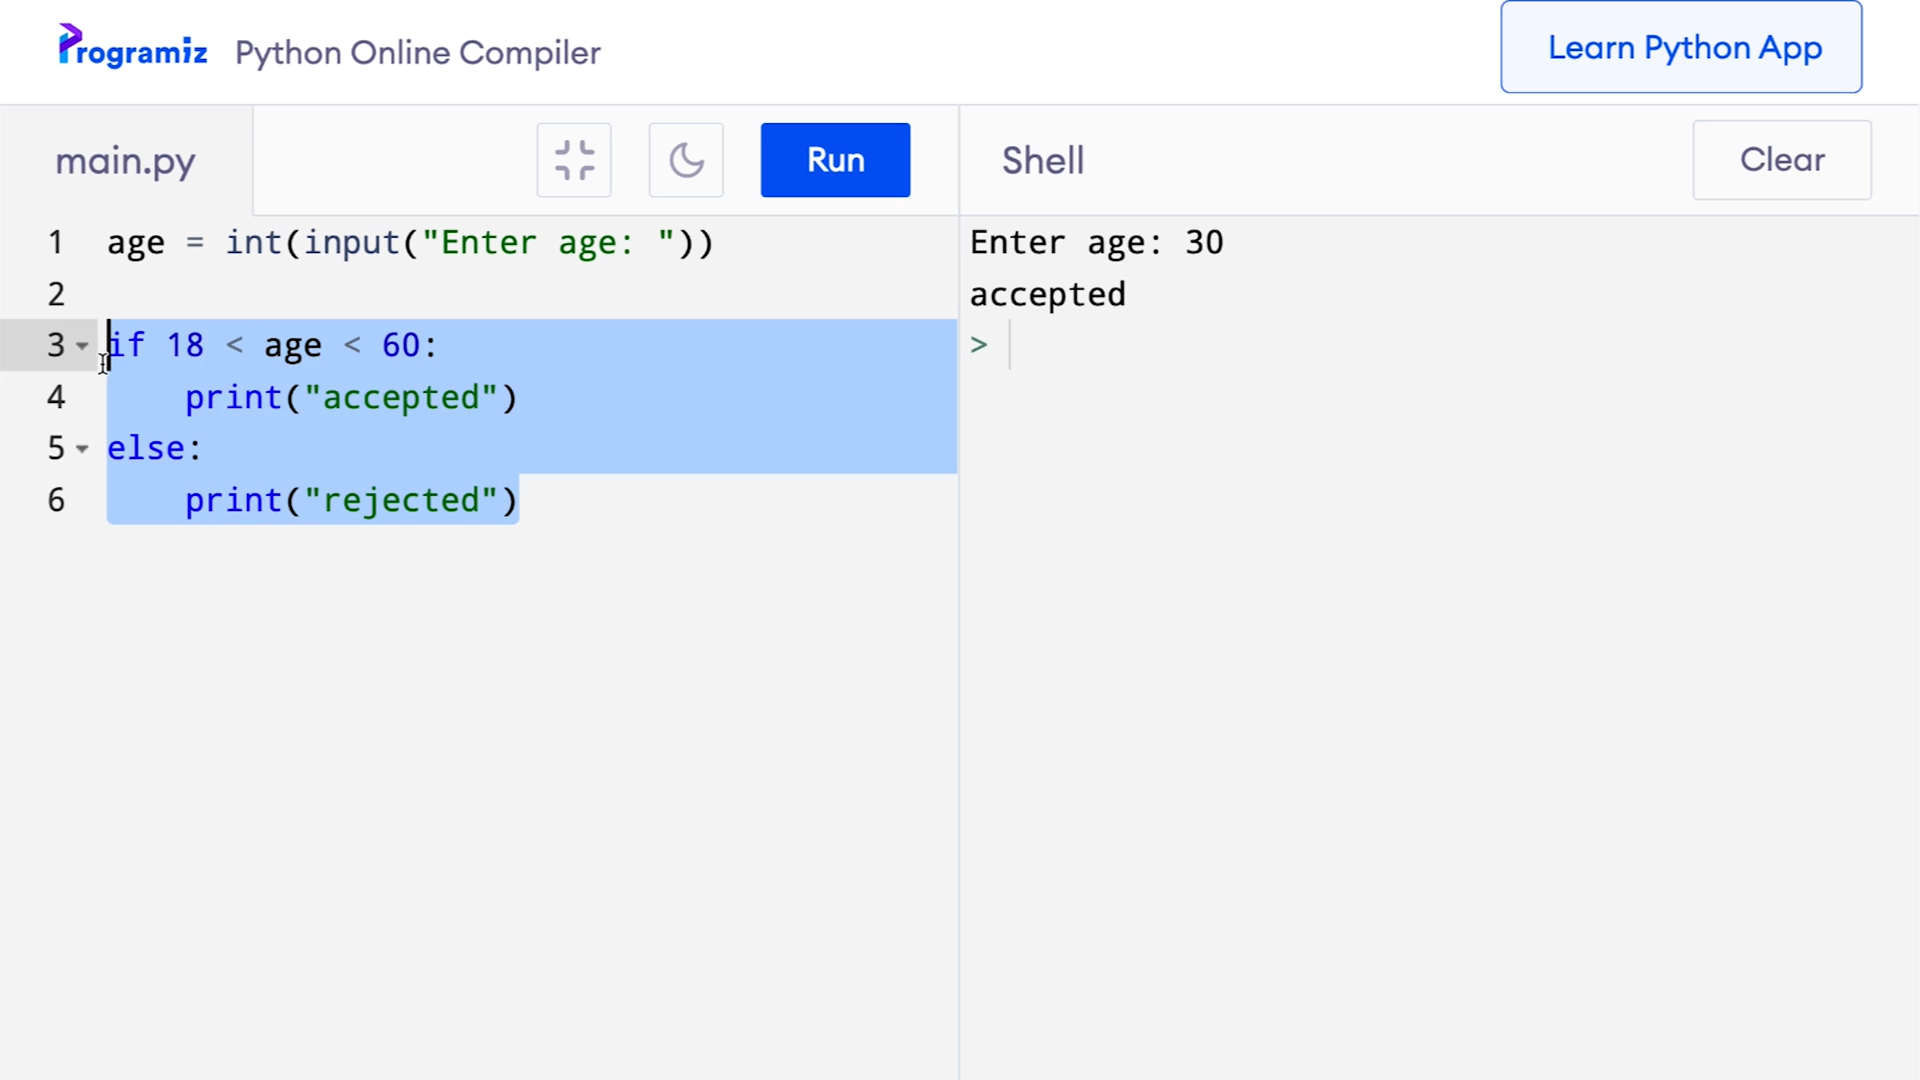 Programiz Python Online Compiler
Learn Python App
main.py
Run
Shell
Clear
1 age = int(input("Enter age: "))
2
3 if 18 < age < 60:
4     print("accepted")
5 else:
6     print("rejected")
Enter age: 30
accepted
>